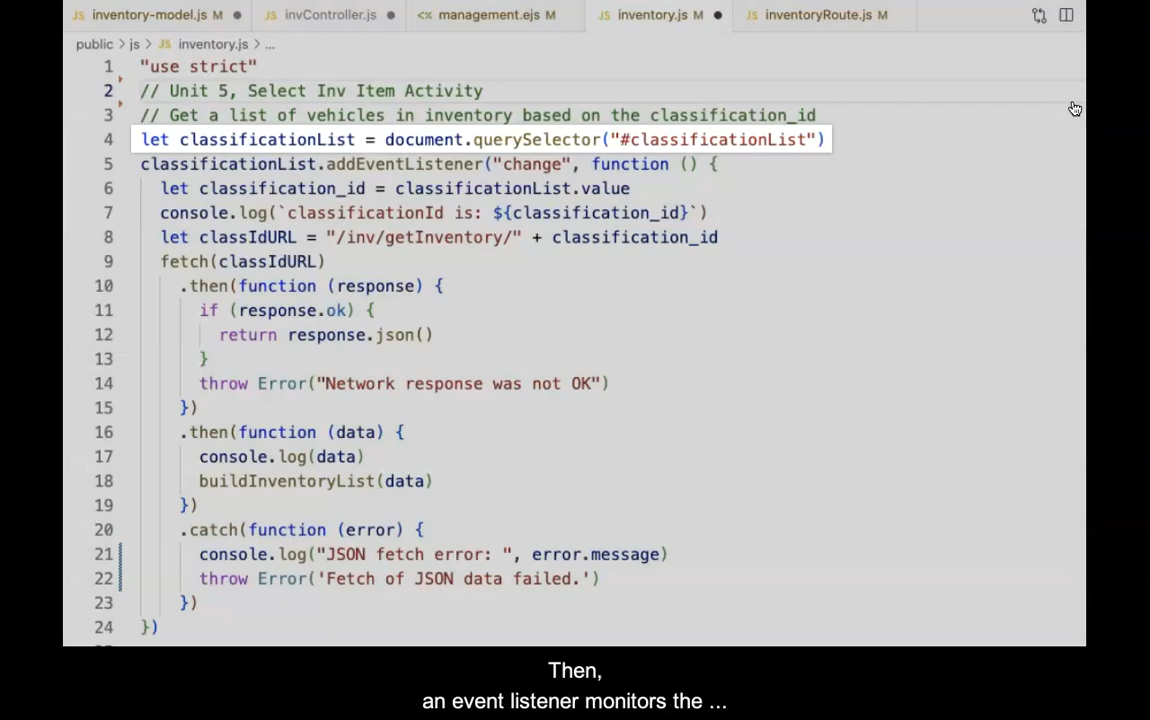 JS inventory-model.js M
JS invController.js
<> management.ejs M
JS inventory.js M
JS inventoryRoute.js M
public > js > JS inventory.js > ...
1 "use strict"
2 // Unit 5, Select Inv Item Activity
3 // Get a list of vehicles in inventory based on the classification_id
4 let classificationList = document.querySelector("#classificationList")
5 classificationList.addEventListener("change", function () {
6 let classification_id = classificationList.value
7 console.log(`classificationId is: ${classification_id}`)
8 let classIdURL = "/inv/getInventory/" + classification_id
9 fetch(classIdURL)
10 .then(function (response) {
11 if (response.ok) {
12 return response.json()
13 }
14 throw Error("Network response was not OK")
15 })
16 .then(function (data) {
17 console.log(data)
18 buildInventoryList(data)
19 })
20 .catch(function (error) {
21 console.log("JSON fetch error: ", error.message)
22 throw Error('Fetch of JSON data failed.')
23 })
24 })
Then,
an event listener monitors the ...